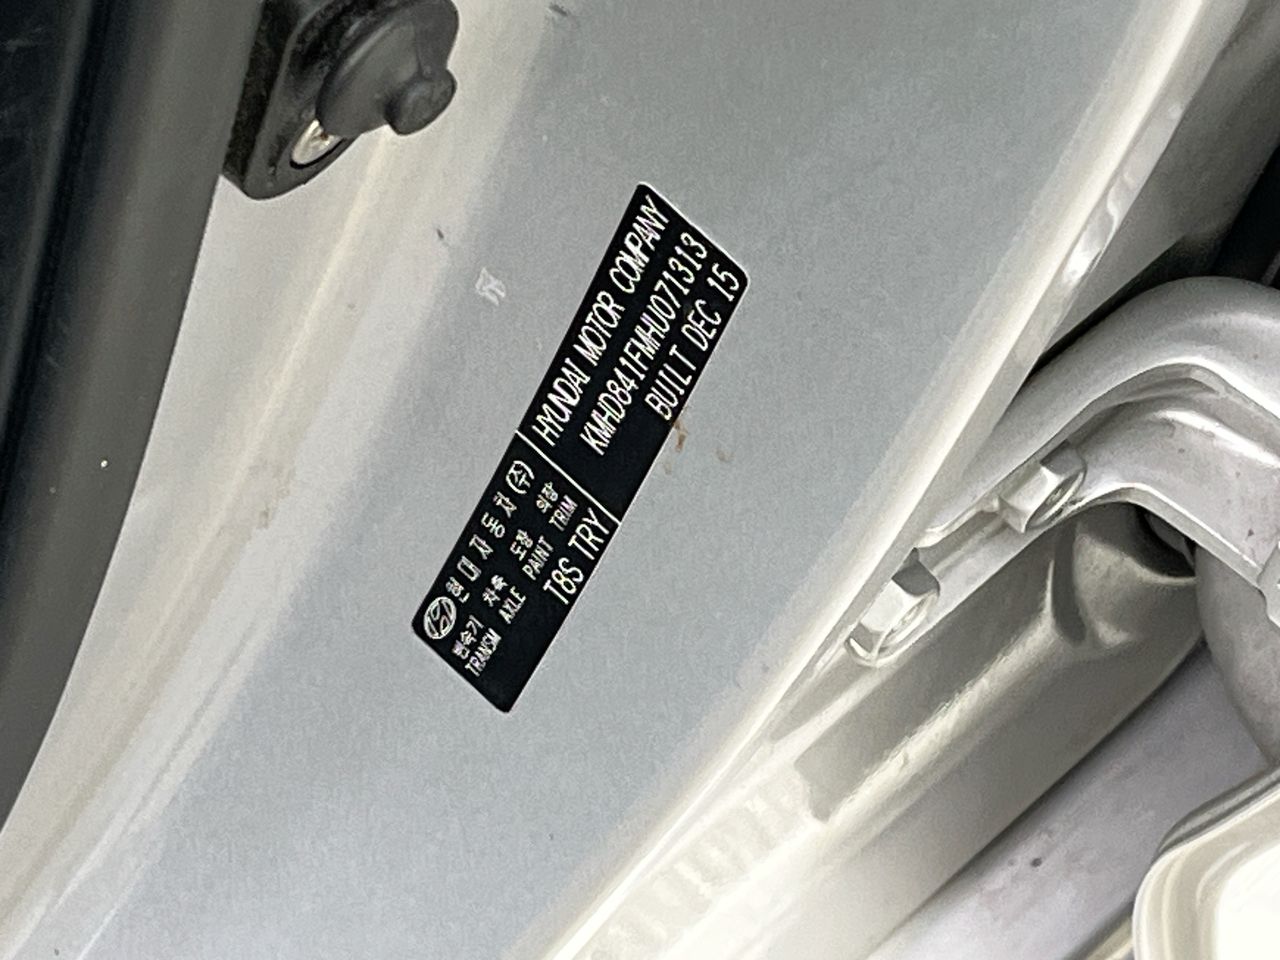 현대자동차(주)
HYUNDAI MOTOR COMPANY
변속기 차축 도장 의장
KMHD841FMHU071313
TRANSM AXLE PAINT TRIM
BUILT DEC 15
T8S TRY